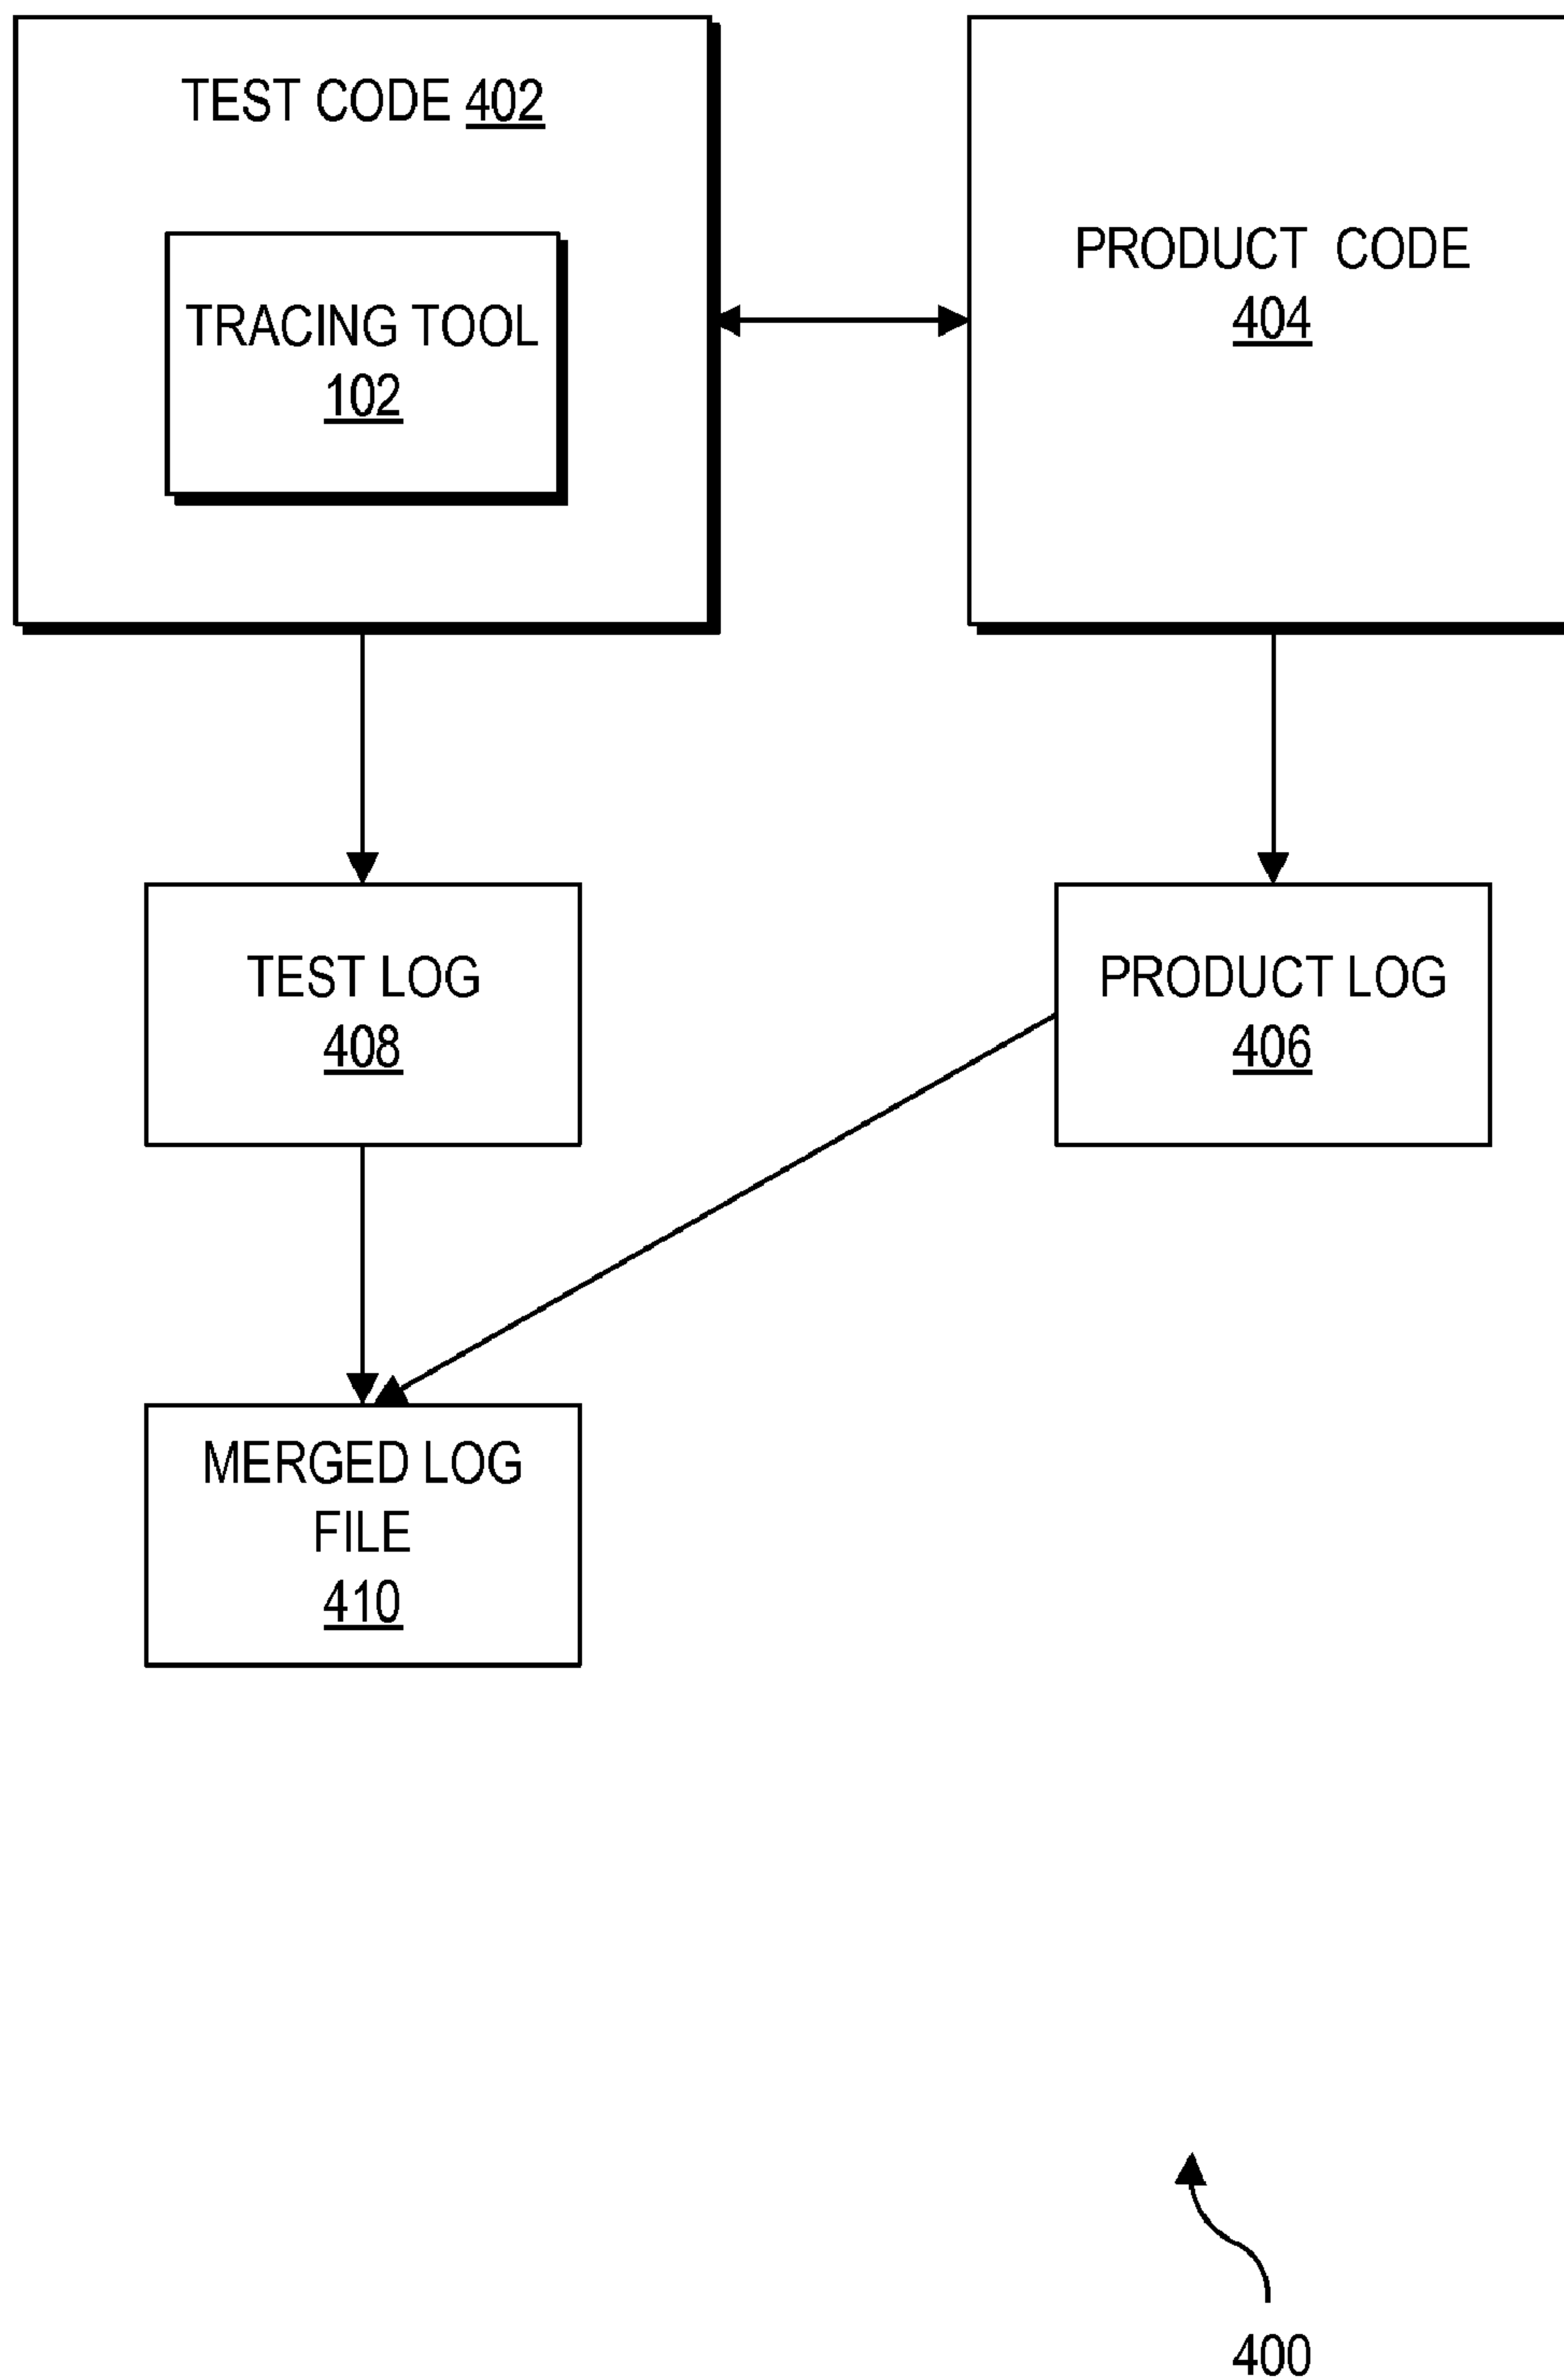 TEST CODE 402
TRACING TOOL
102
PRODUCT CODE
404
TEST LOG
408
PRODUCT LOG
406
MERGED LOG
FILE
410
400